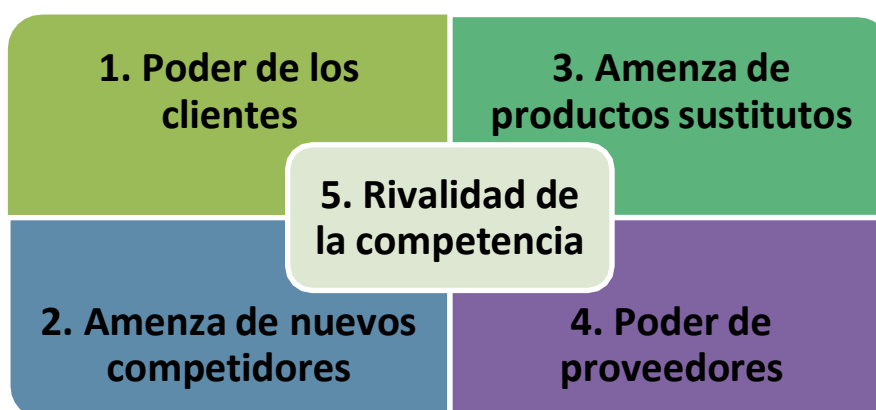 1. Poder de los
clientes
3. Amenza de
productos sustitutos
5. Rivalidad de
la competencia
2. Amenza de nuevos
competidores
4. Poder de
proveedores